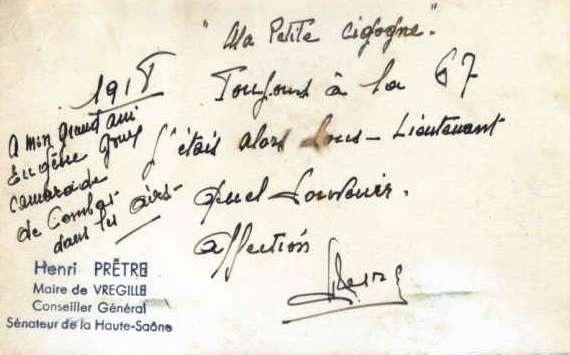 "Ma Petite cigogne".
Toujours à la 67
J'étais alors Sous-Lieutenant
quel Souvenir.
affection
1918
A mon grand ami
Eugène
camarade
de Combat
dans les airs-
Henri PRÊTRE
Maire de VREGILLE
Conseiller Général
Sénateur de la Haute-Saône